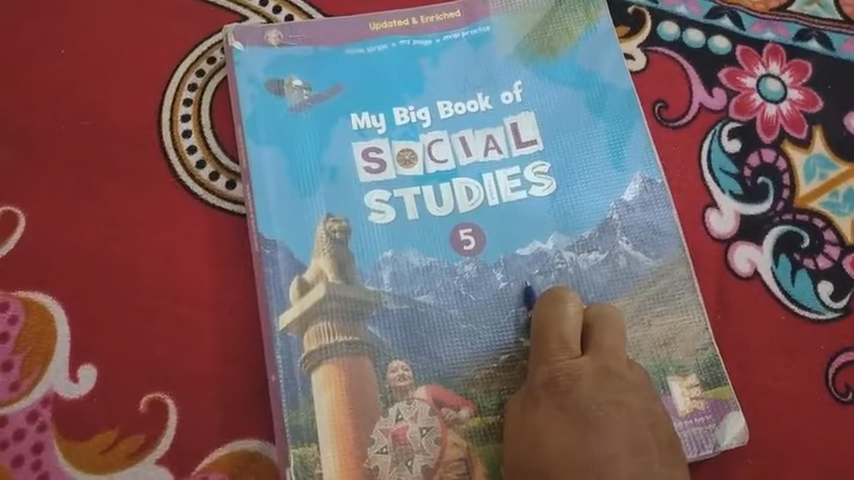 Updated & Enriched
My Big Book of
SOCIAL
STUDIES
5